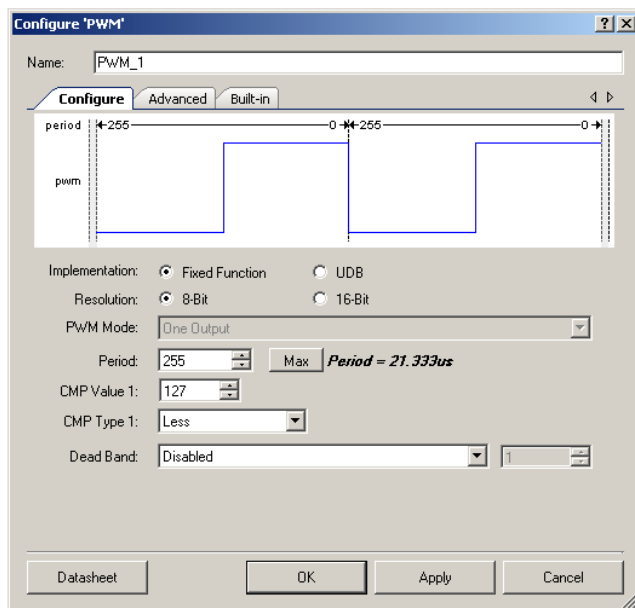 Configure 'PWM'
Name: PWM_1
Configure Advanced Built-in
period 255 0 255 0
pwm
Implementation: Fixed Function UDB
Resolution: 8-Bit 16-Bit
PWM Mode: One Output
Period: 255 Max Period = 21.333us
CMP Value 1: 127
CMP Type 1: Less
Dead Band: Disabled 1
Datasheet OK Apply Cancel